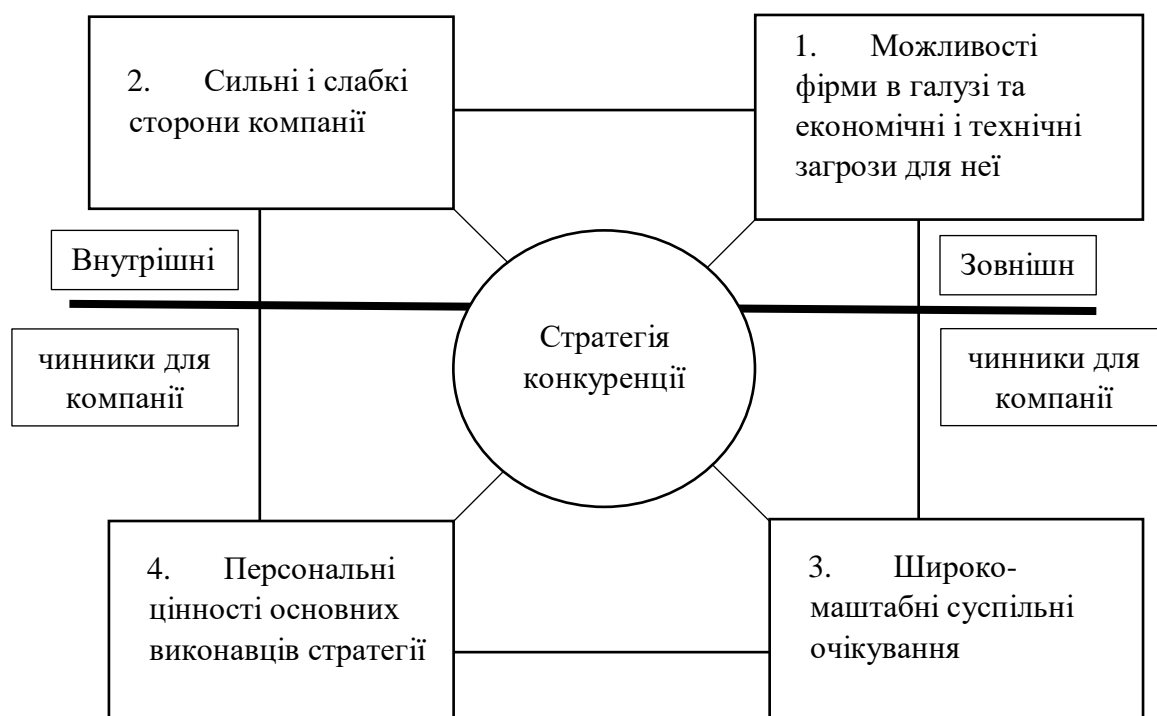 2. Сильні і слабкі
сторони компанії
1. Можливості
фірми в галузі та
економічні і технічні
загрози для неї
Внутрішні
Зовнішн
Стратегія
конкуренції
чинники для
компанії
чинники для
компанії
4. Персональні
цінності основних
виконавців стратегії
3. Широко-
маштабні суспільні
очікування